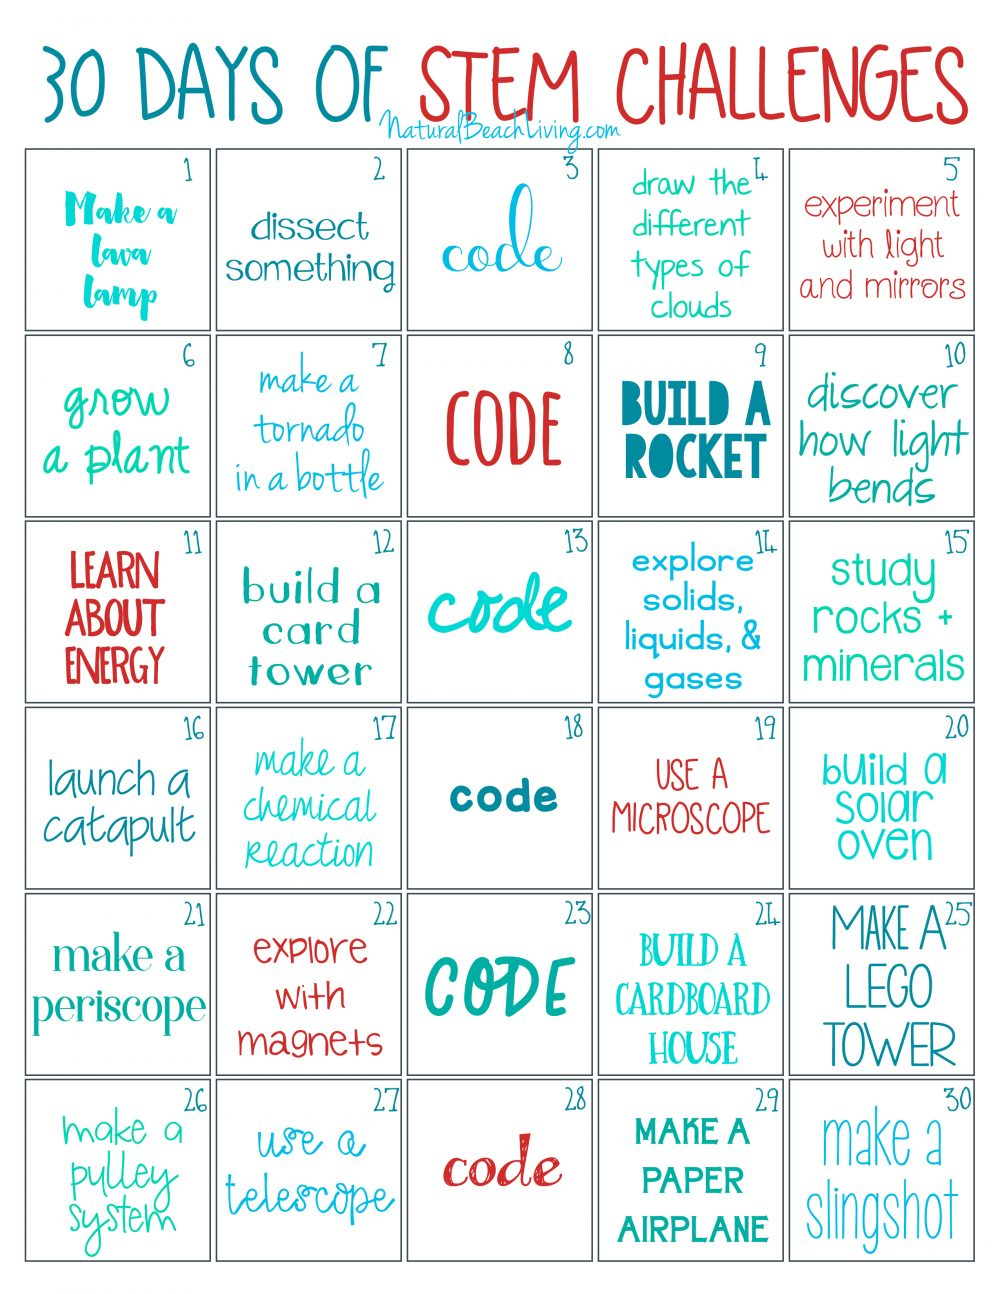 30 DAYS OF STEM CHALLENGES
NaturalBeachLiving.com
1
Make a
lava
lamp
2
dissect
something
3
code
4
draw the
different
types of
clouds
5
experiment
with light
and mirrors
6
grow
a plant
7
make a
tornado
in a bottle
8
CODE
9
BUILD A
ROCKET
10
discover
how light
bends
11
LEARN
ABOUT
ENERGY
12
build a
card
tower
13
code
14
explore
solids,
liquids, &
gases
15
study
rocks +
minerals
16
launch a
catapult
17
make a
chemical
reaction
18
code
19
USE A
MICROSCOPE
20
build a
solar
oven
21
make a
periscope
22
explore
with
magnets
23
CODE
24
BUILD A
CARDBOARD
HOUSE
25
MAKE A
LEGO
TOWER
26
make a
pulley
system
27
use a
telescope
28
code
29
MAKE A
PAPER
AIRPLANE
30
make a
slingshot